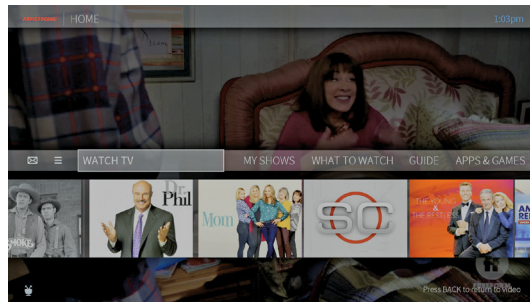 HOME
1:03pm
WATCH TV
MY SHOWS
WHAT TO WATCH
GUIDE
APPS & GAMES
Dr.
Phil
Mom
SC
THE YOUNG
&
THE RESTLESS
Press BACK to return to video